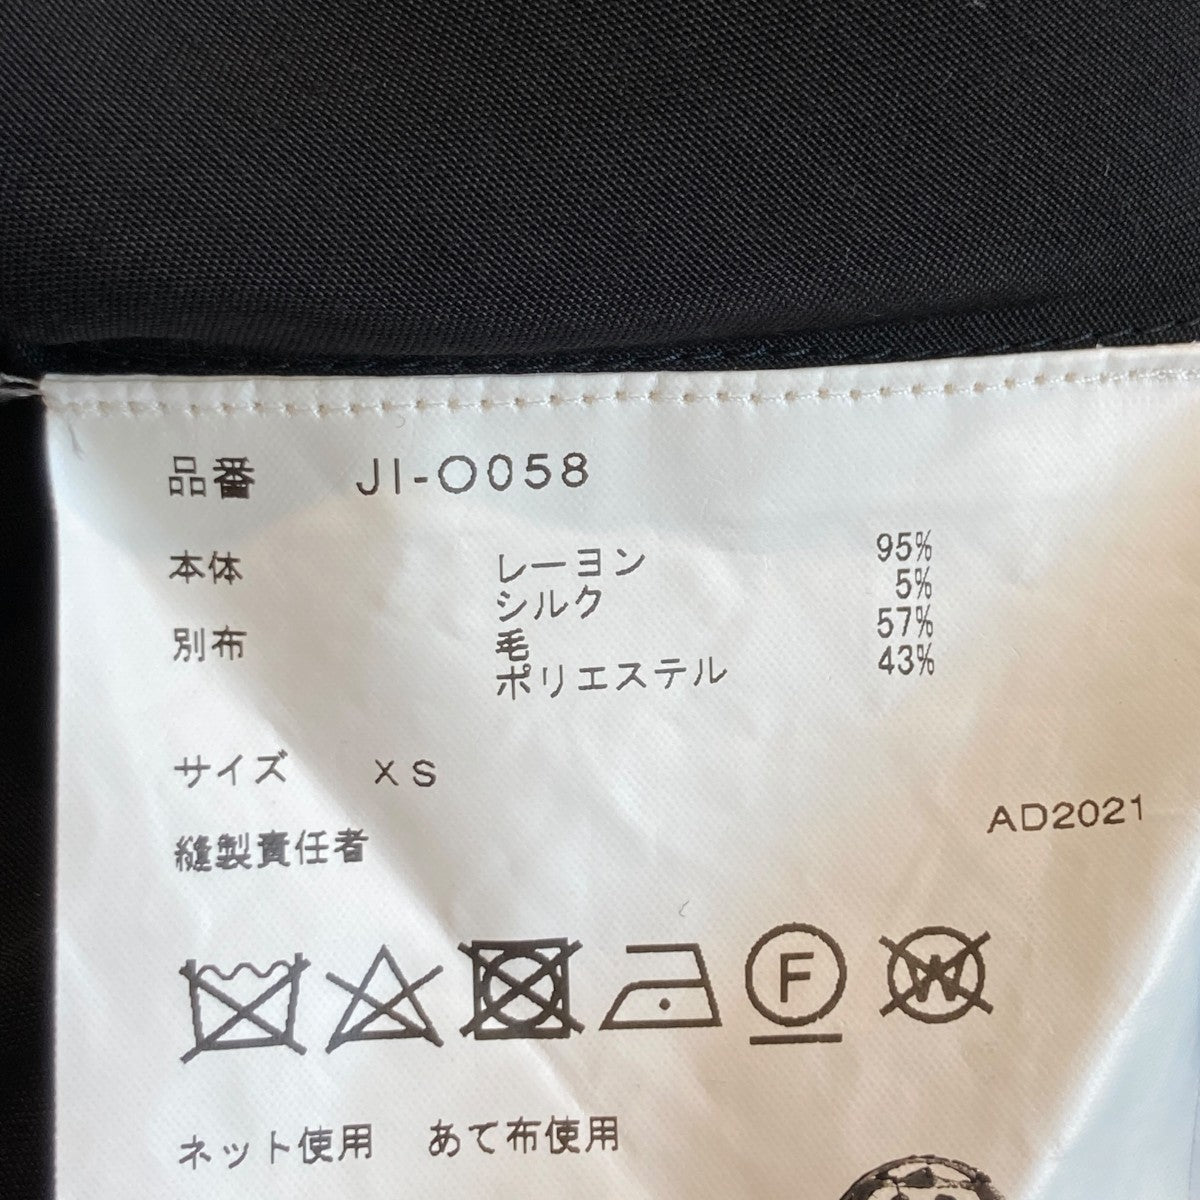 品番 JI-O058
本体 レーヨン 95%
シルク 5%
別布 毛 57%
ポリエステル 43%
サイズ XS
AD2021
縫製責任者
F W
ネット使用 あて布使用